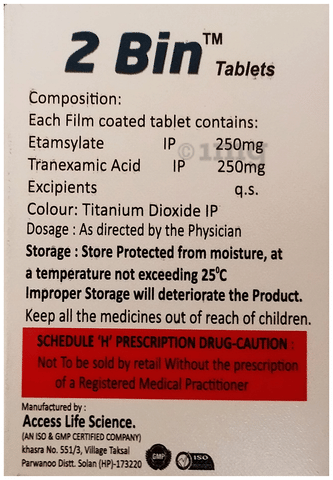 2 Bin™ Tablets
Composition:
Each Film coated tablet contains:
Etamsylate IP 250mg
Tranexamic Acid IP 250mg
Excipients q.s.
Colour: Titanium Dioxide IP
Dosage : As directed by the Physician
Storage : Store Protected from moisture, at
a temperature not exceeding 25°C
Improper Storage will deteriorate the Product.
Keep all the medicines out of reach of children.
SCHEDULE 'H' PRESCRIPTION DRUG-CAUTION :
Not To be sold by retail Without the prescription
of a Registered Medical Practitioner
Manufactured by :
Access Life Science.
(AN ISO & GMP CERTIFIED COMPANY)
khasra No. 551/3, Village Taksal
Parwanoo Distt. Solan (HP)-173220
GMP
ISO